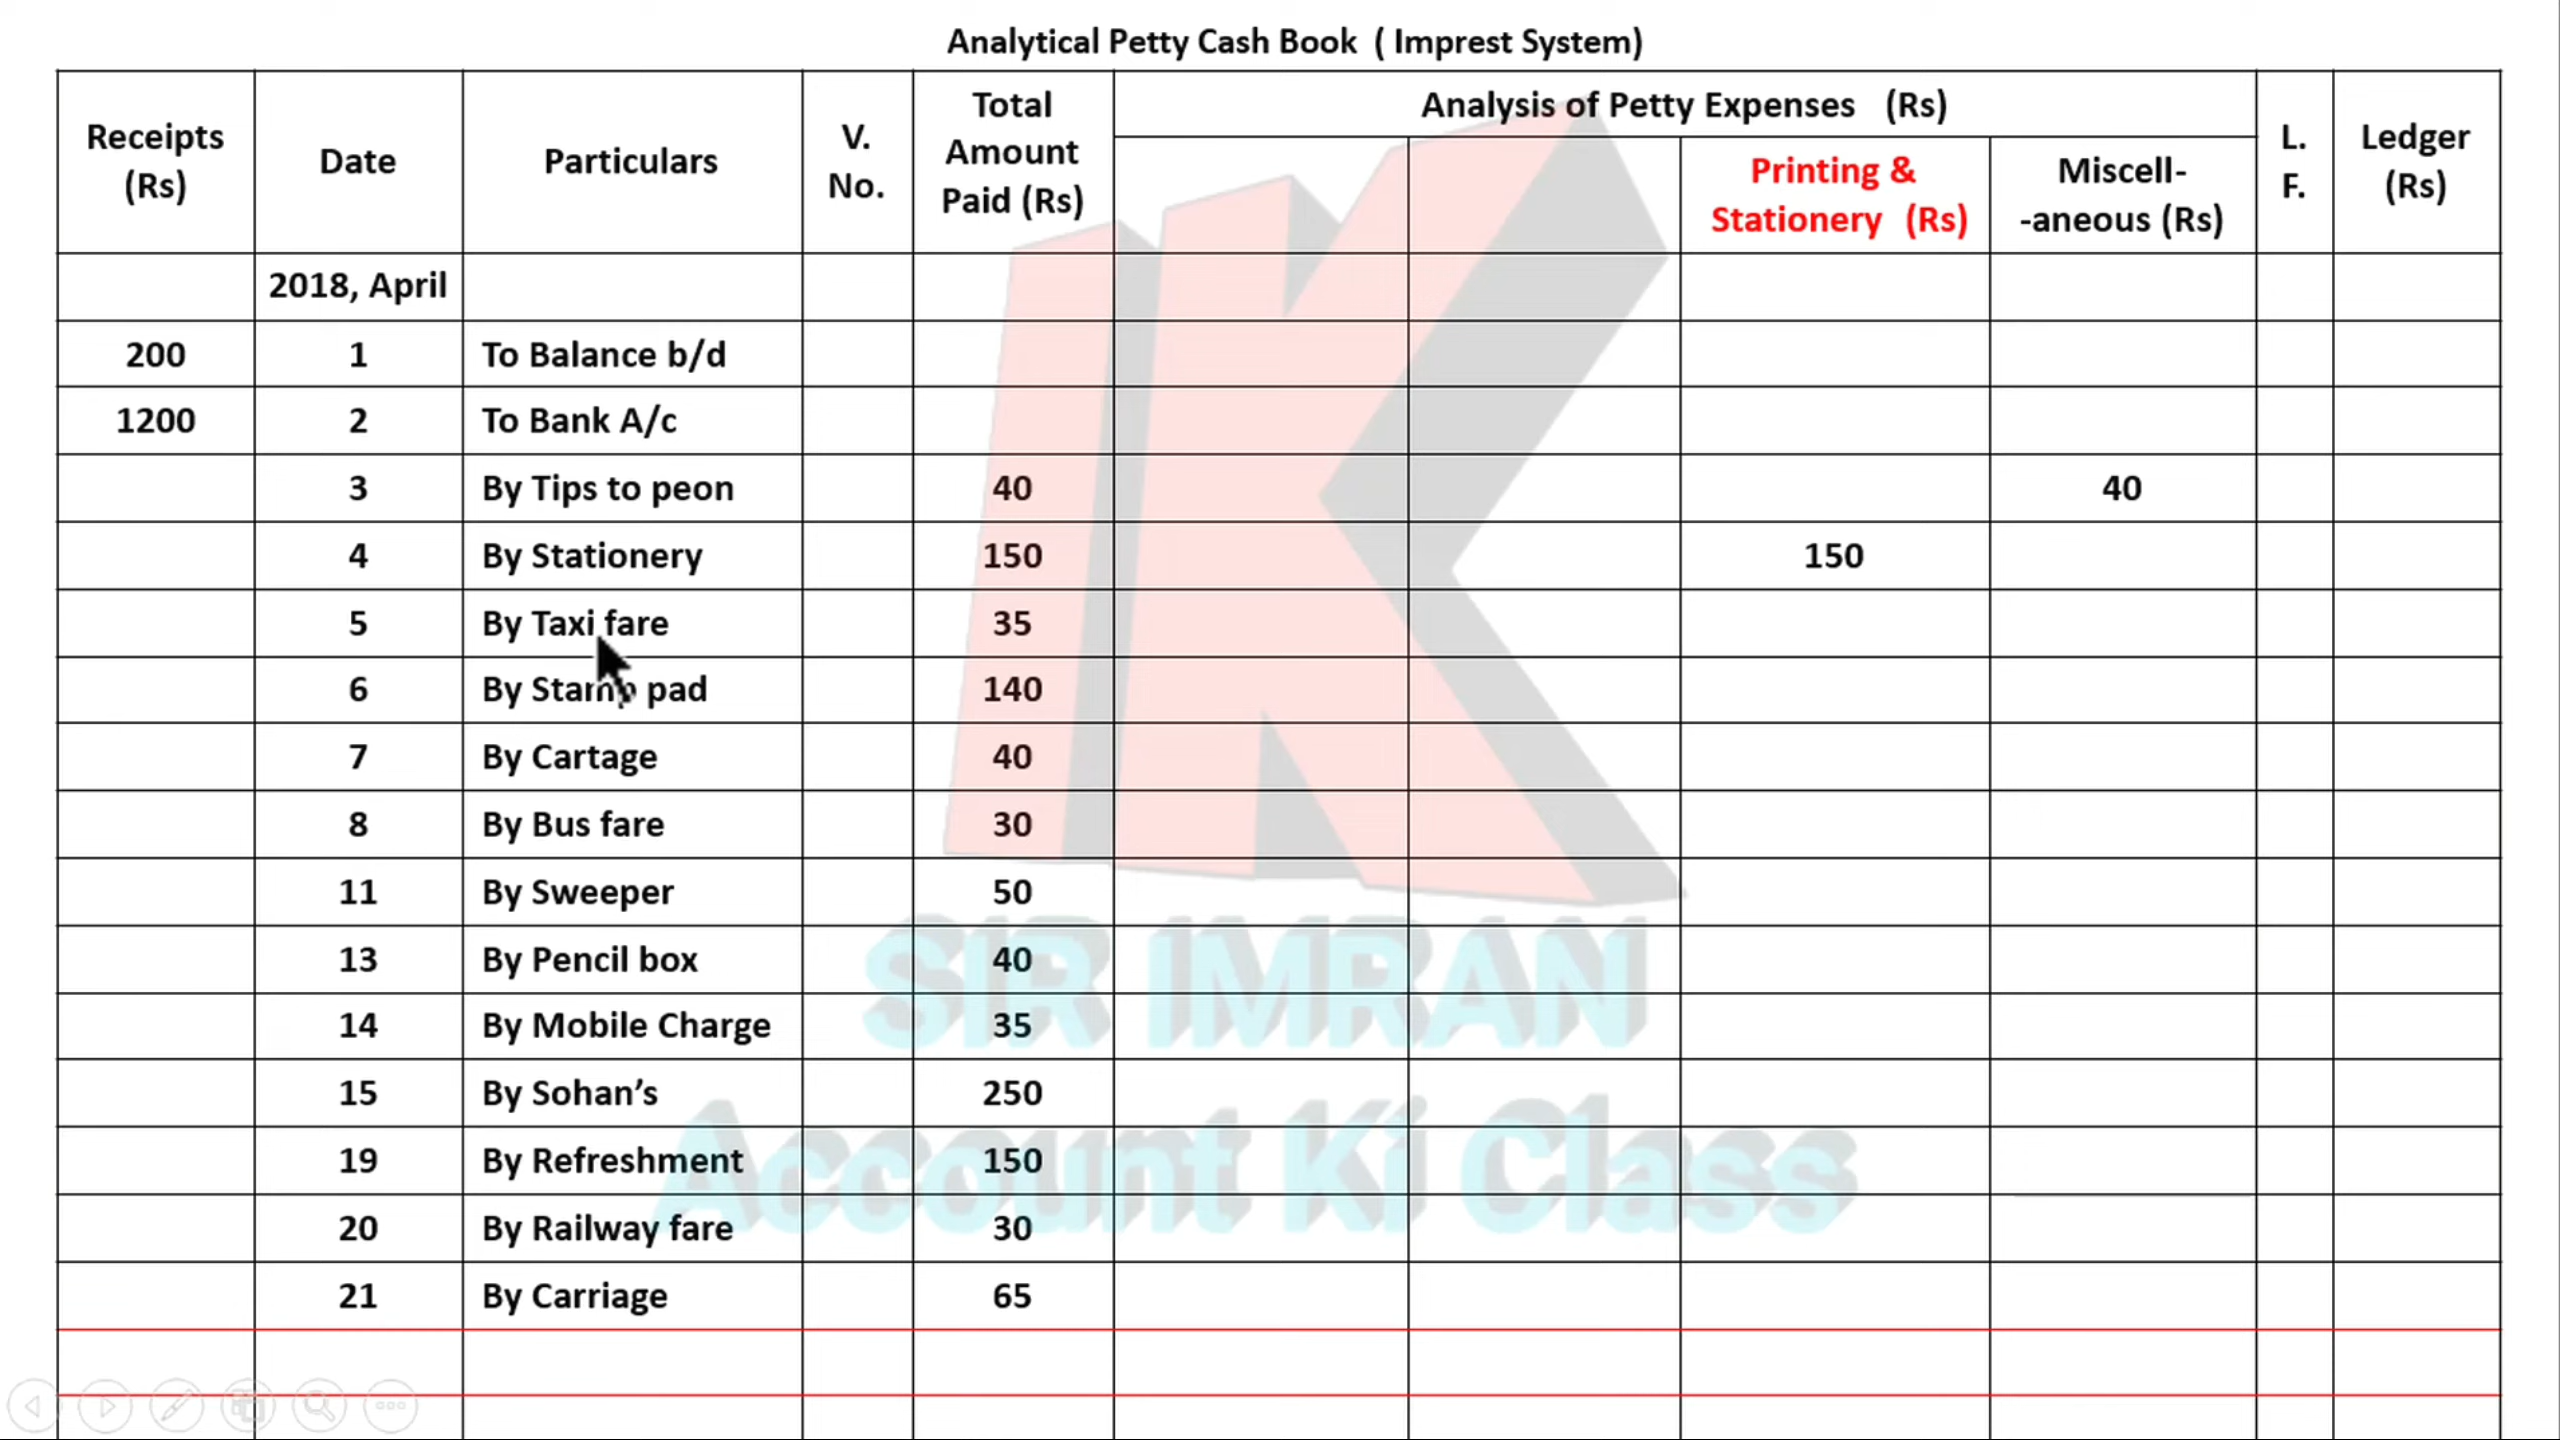 Analytical Petty Cash Book ( Imprest System)
Receipts (Rs) Date Particulars V. No. Total Amount Paid (Rs) Analysis of Petty Expenses (Rs) L. F. Ledger (Rs)
Printing & Stationery (Rs) Miscell- -aneous (Rs)
2018, April
200 1 To Balance b/d
1200 2 To Bank A/c
3 By Tips to peon 40 40
4 By Stationery 150 150
5 By Taxi fare 35
6 By Stamp pad 140
7 By Cartage 40
8 By Bus fare 30
11 By Sweeper 50
13 By Pencil box 40
14 By Mobile Charge 35
15 By Sohan’s 250
19 By Refreshment 150
20 By Railway fare 30
21 By Carriage 65
K
SIR IMRAN
Account Ki Class